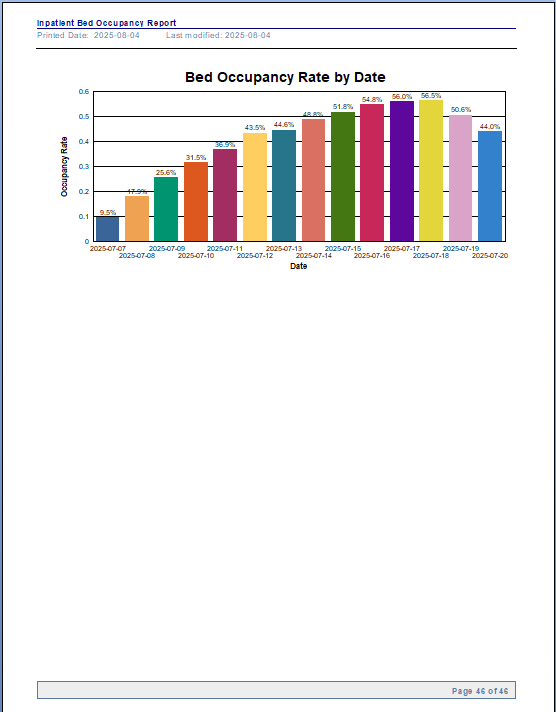 Inpatient Bed Occupancy Report
Printed Date: 2025-08-04 Last modified: 2025-08-04
Bed Occupancy Rate by Date
Occupancy Rate
0.6
0.5
0.4
0.3
0.2
0.1
0
9.5%
17.9%
25.6%
31.5%
36.9%
43.5%
44.6%
48.8%
51.8%
54.8%
56.0%
56.5%
50.6%
44.0%
2025-07-07 2025-07-09 2025-07-11 2025-07-13 2025-07-15 2025-07-17 2025-07-19
2025-07-08 2025-07-10 2025-07-12 2025-07-14 2025-07-16 2025-07-18 2025-07-20
Date
Page 46 of 46